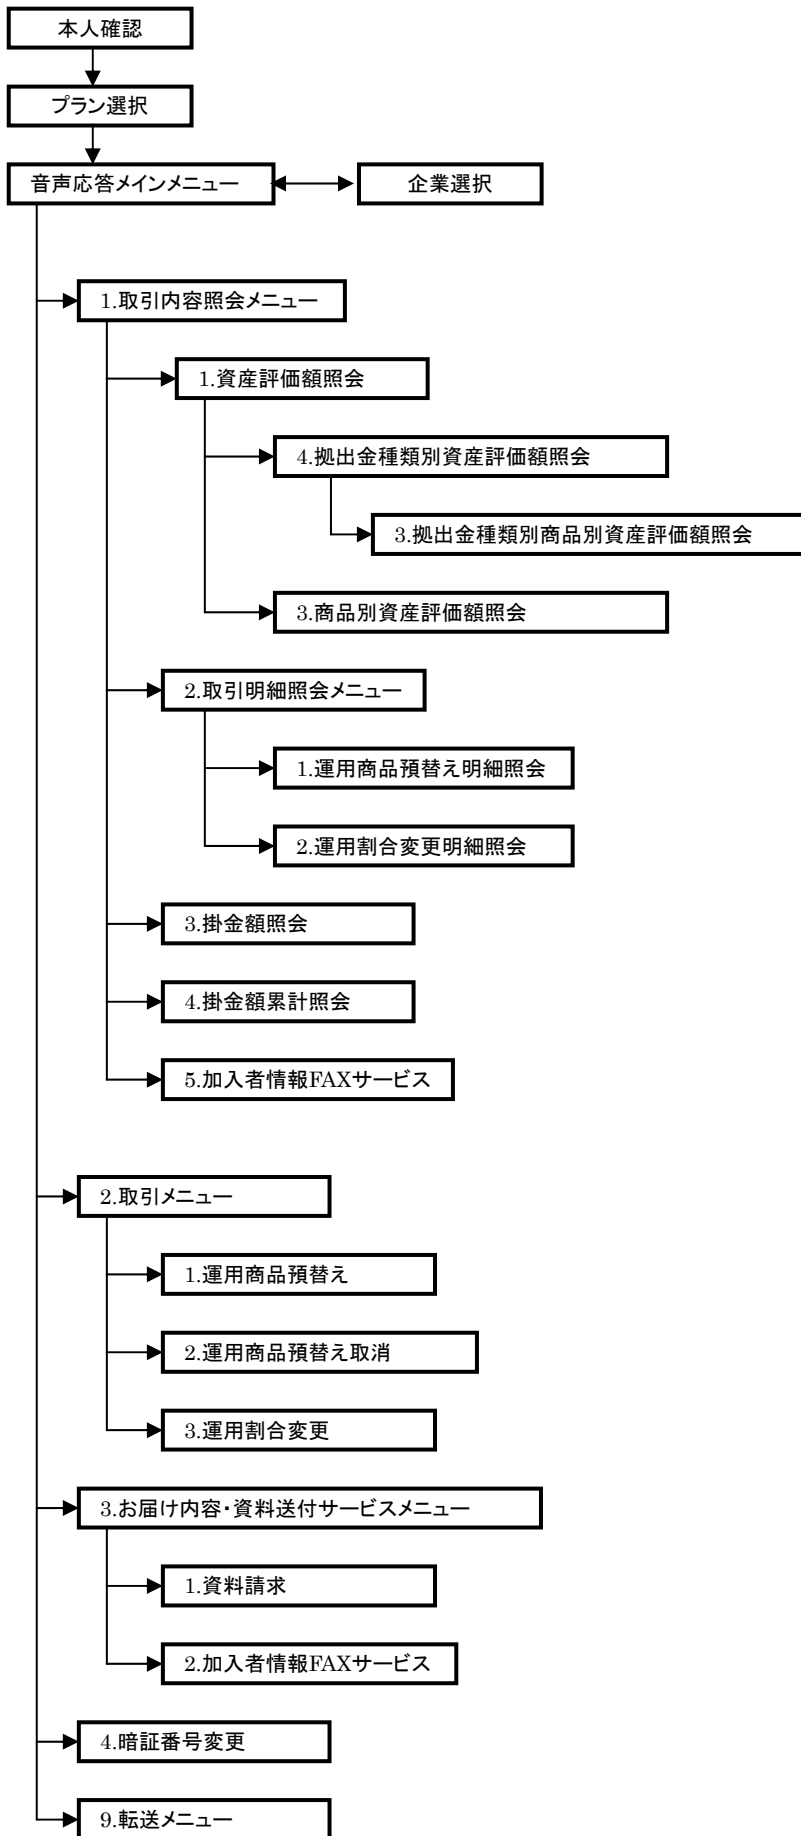 本人確認
プラン選択
音声応答メインメニュー
企業選択
1.取引内容照会メニュー
1.資産評価額照会
4.拠出金種類別資産評価額照会
3.拠出金種類別商品別資産評価額照会
3.商品別資産評価額照会
2.取引明細照会メニュー
1.運用商品預替え明細照会
2.運用割合変更明細照会
3.掛金額照会
4.掛金額累計照会
5.加入者情報FAXサービス
2.取引メニュー
1.運用商品預替え
2.運用商品預替え取消
3.運用割合変更
3.お届け内容・資料送付サービスメニュー
1.資料請求
2.加入者情報FAXサービス
4.暗証番号変更
9.転送メニュー